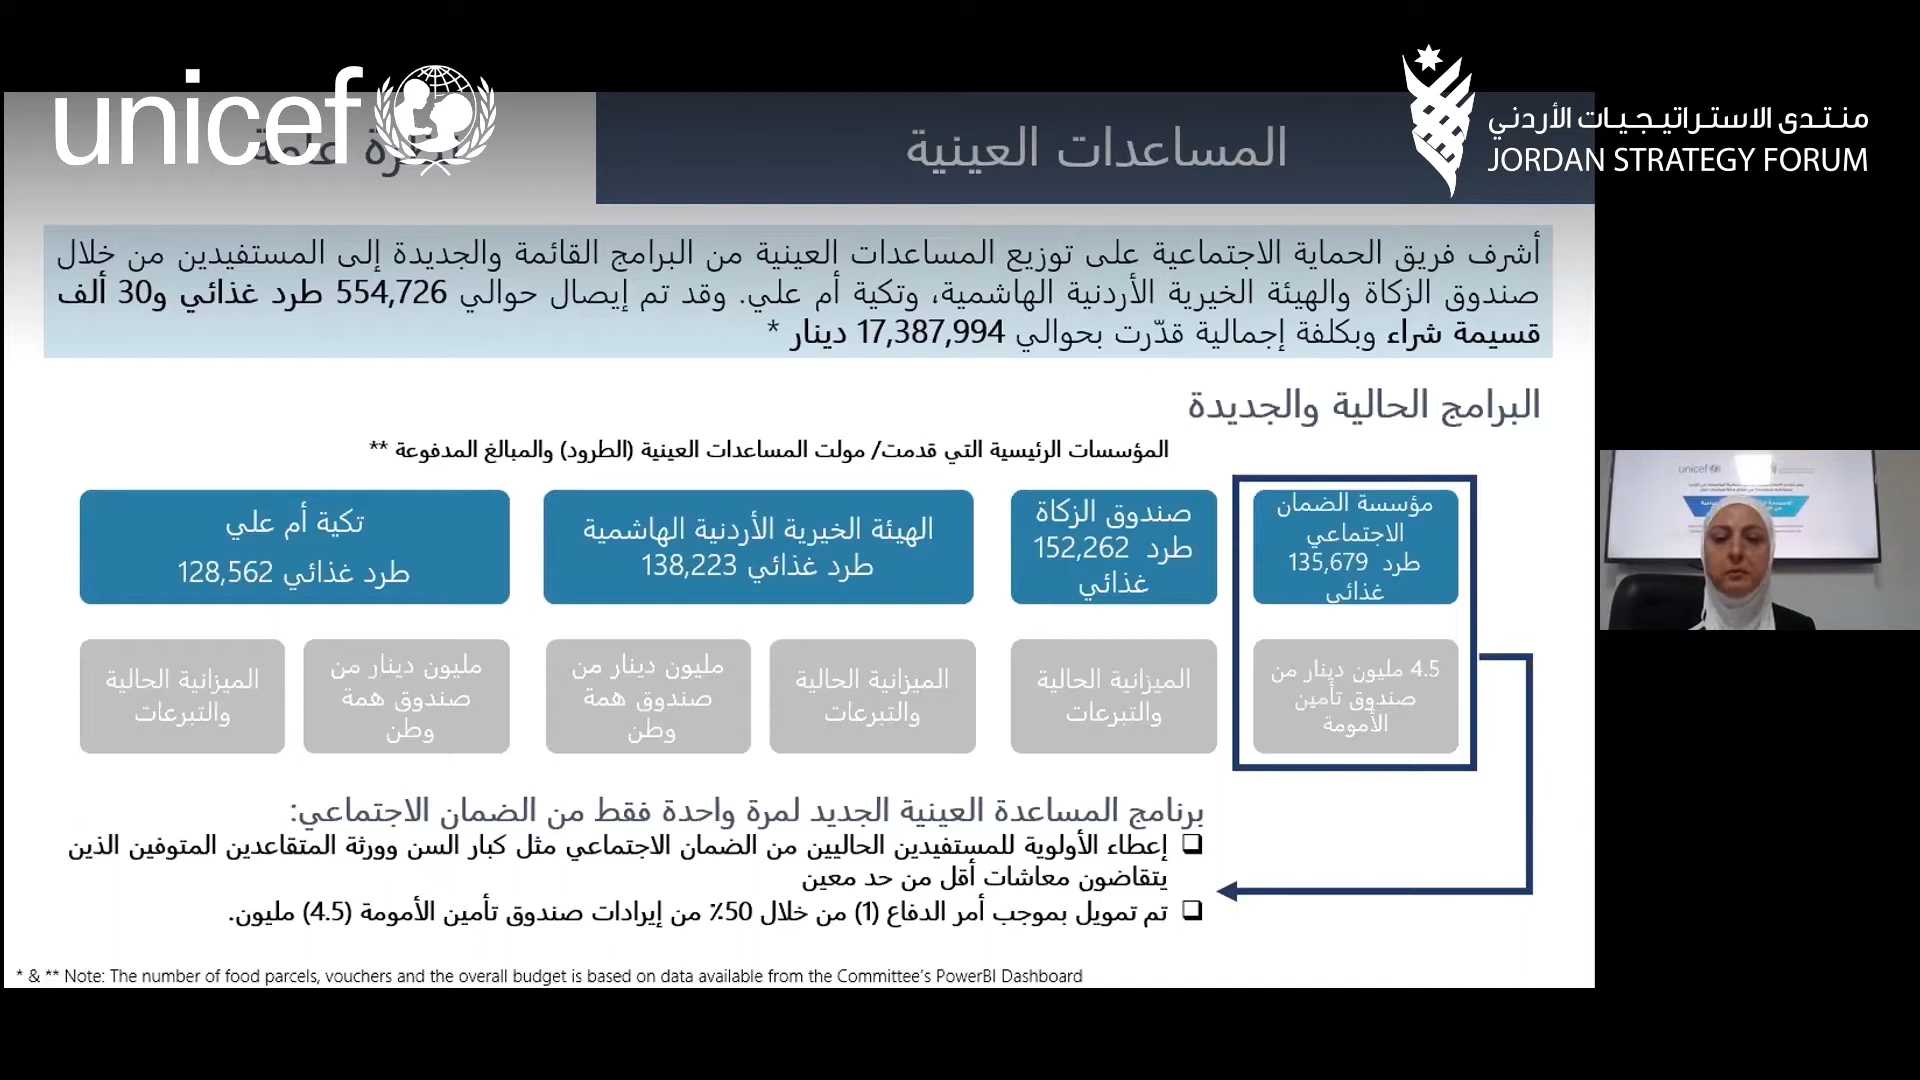 unicef
منتدى الاستراتيجيات الأردني
JORDAN STRATEGY FORUM
المساعدات العينية
عامة
أشرف فريق الحماية الاجتماعية على توزيع المساعدات العينية من البرامج القائمة والجديدة إلى المستفيدين من خلال
صندوق الزكاة والهيئة الخيرية الأردنية الهاشمية، وتكية أم علي. وقد تم إيصال حوالي 554,726 طرد غذائي و30 ألف
قسيمة شراء وبكلفة إجمالية قدّرت بحوالي 17,387,994 دينار *
البرامج الحالية والجديدة
المؤسسات الرئيسية التي قدمت/ مولت المساعدات العينية (الطرود) والمبالغ المدفوعة **
مؤسسة الضمان
الاجتماعي
طرد 135,679
غذائي
صندوق الزكاة
طرد 152,262
غذائي
الهيئة الخيرية الأردنية الهاشمية
طرد غذائي 138,223
تكية أم علي
طرد غذائي 128,562
4.5 مليون دينار من
صندوق تأمين
الأمومة
الميزانية الحالية
والتبرعات
الميزانية الحالية
والتبرعات
مليون دينار من
صندوق همة
وطن
مليون دينار من
صندوق همة
وطن
الميزانية الحالية
والتبرعات
برنامج المساعدة العينية الجديد لمرة واحدة فقط من الضمان الاجتماعي:
❑ إعطاء الأولوية للمستفيدين الحاليين من الضمان الاجتماعي مثل كبار السن وورثة المتقاعدين المتوفين الذين
يتقاضون معاشات أقل من حد معين
❑ تم تمويل بموجب أمر الدفاع (1) من خلال 50٪ من إيرادات صندوق تأمين الأمومة (4.5) مليون.
* & ** Note: The number of food parcels, vouchers and the overall budget is based on data available from the Committee's PowerBI Dashboard
unicef